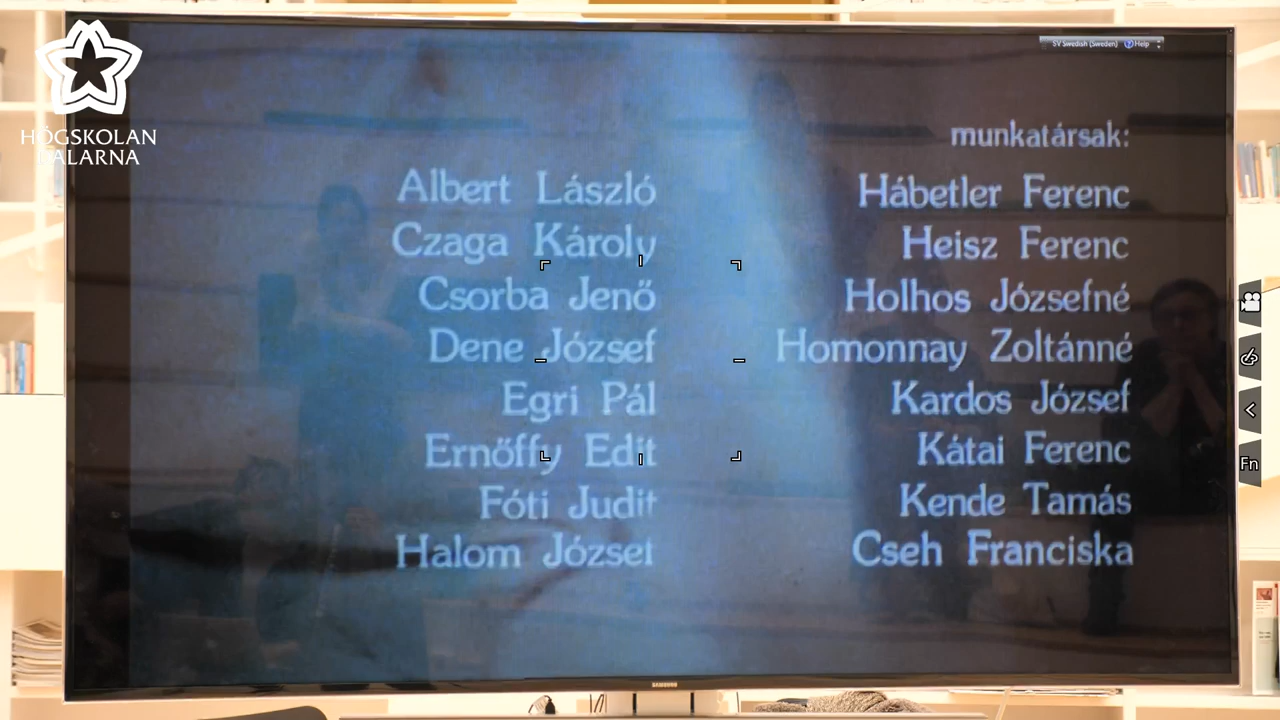 HÖGSKOLAN
DALARNA
SV Swedish (Sweden) ? Help
munkatársak:
Albert László
Czaga Károly
Csorba Jenő
Dene József
Egri Pál
Ernőffy Edit
Fóti Judit
Halom József
Hábetler Ferenc
Heisz Ferenc
Holhos Józsefné
Homonnay Zoltánné
Kardos József
Kátai Ferenc
Kende Tamás
Cseh Franciska
Fn
SAMSUNG